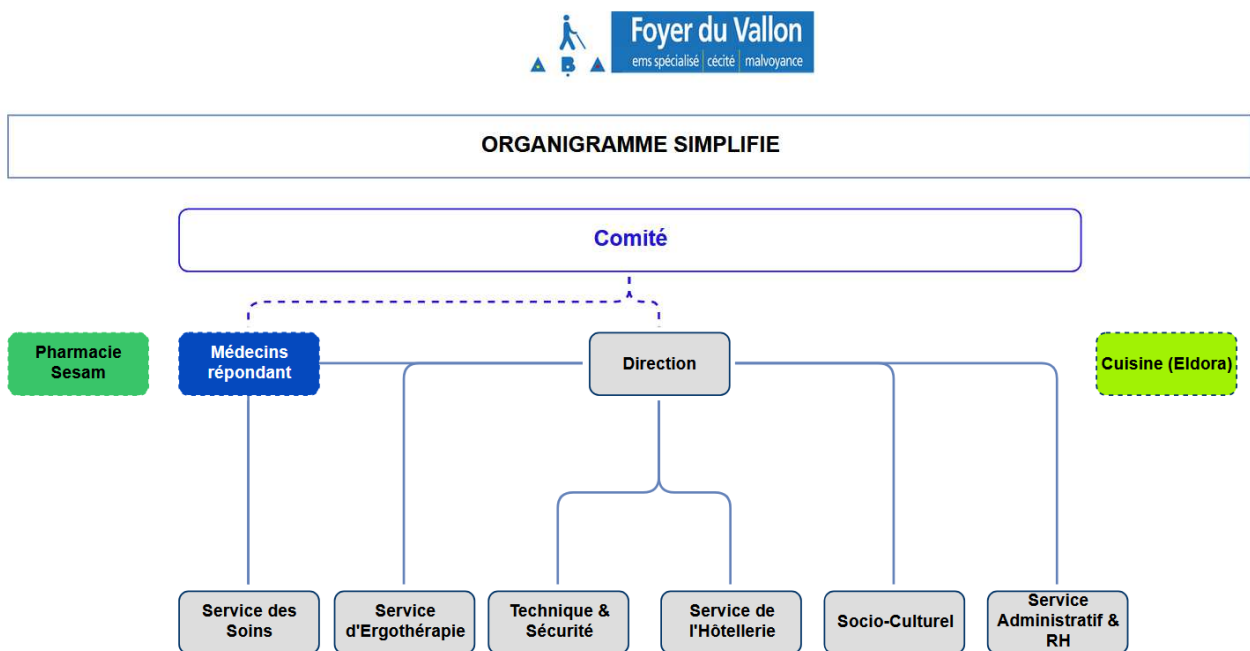 Foyer du Vallon
ems spécialisé | cécité | malvoyance
A B A
ORGANIGRAMME SIMPLIFIE
Comité
Pharmacie
Sesam
Médecins
répondant
Direction
Cuisine (Eldora)
Service des
Soins
Service
d'Ergothérapie
Technique &
Sécurité
Service de
l'Hôtellerie
Socio-Culturel
Service
Administratif &
RH